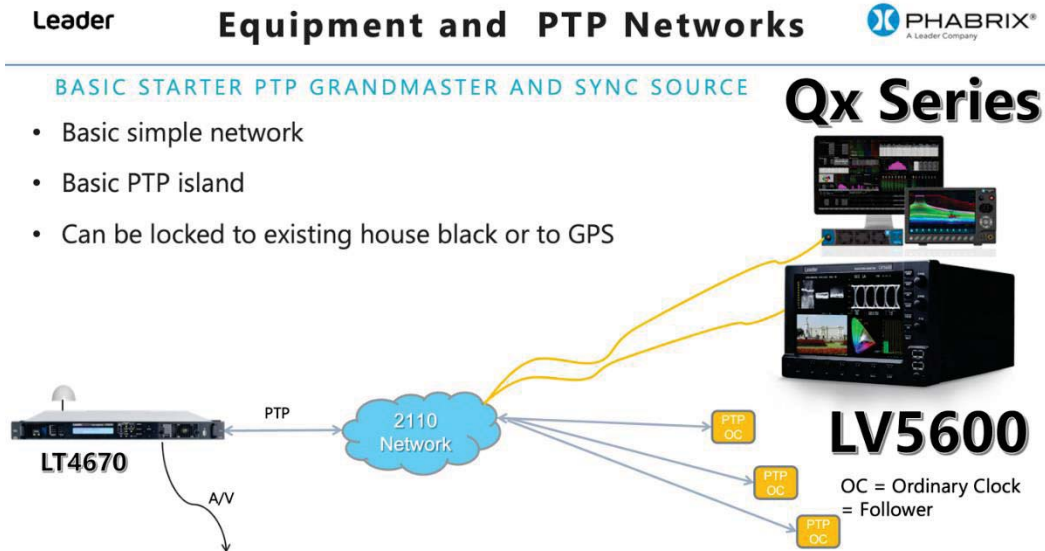 Leader
Equipment and PTP Networks
PHABRIX®
A Leader Company
BASIC STARTER PTP GRANDMASTER AND SYNC SOURCE
Qx Series
• Basic simple network
• Basic PTP island
• Can be locked to existing house black or to GPS
Leader
PTP
2110
Network
LT4670
A/V
PTP
OC
PTP
OC
PTP
OC
LV5600
OC = Ordinary Clock
= Follower